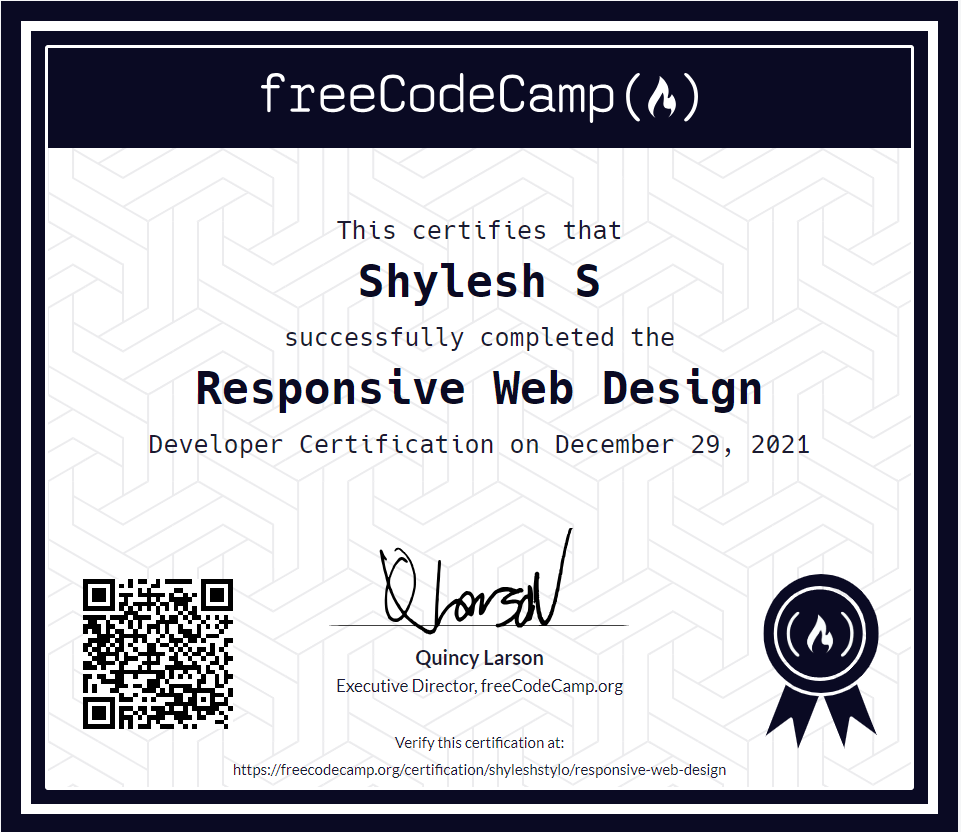 freeCodeCamp
This certifies that
Shylesh S
successfully completed the
Responsive Web Design
Developer Certification on December 29, 2021
Q Larson
Quincy Larson
Executive Director, freeCodeCamp.org
Verify this certification at:
https://freecodecamp.org/certification/shyleshstylo/responsive-web-design